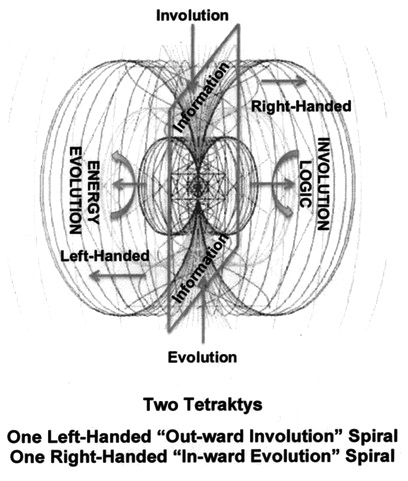 Involution
Information
Right-Handed
ENERGY
EVOLUTION
INVOLUTION
LOGIC
Left-Handed
Information
Evolution
Two Tetraktys
One Left-Handed “Out-ward Involution” Spiral
One Right-Handed “In-ward Evolution” Spiral